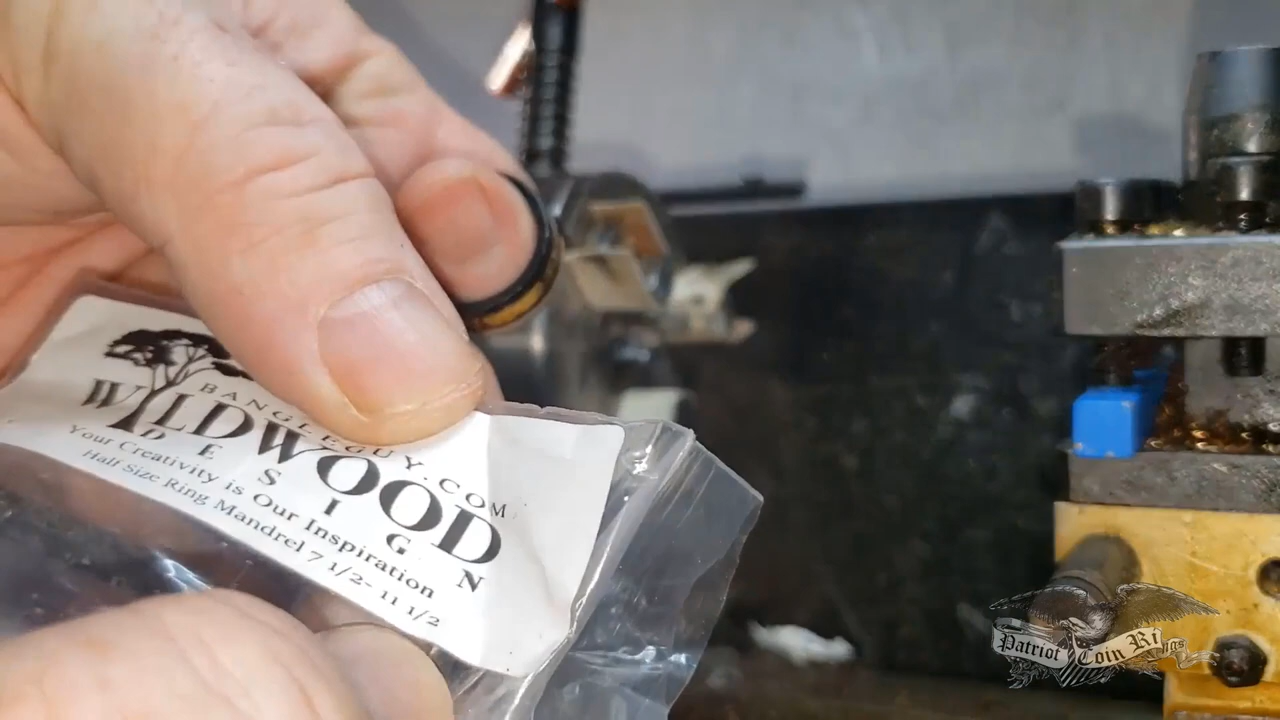 BANGLEGUY.COM
WILDWOOD
DESIGN
Your Creativity is Our Inspiration
Half Size Ring Mandrel 7 1/2- 11 1/2
Patriot Coin Rings